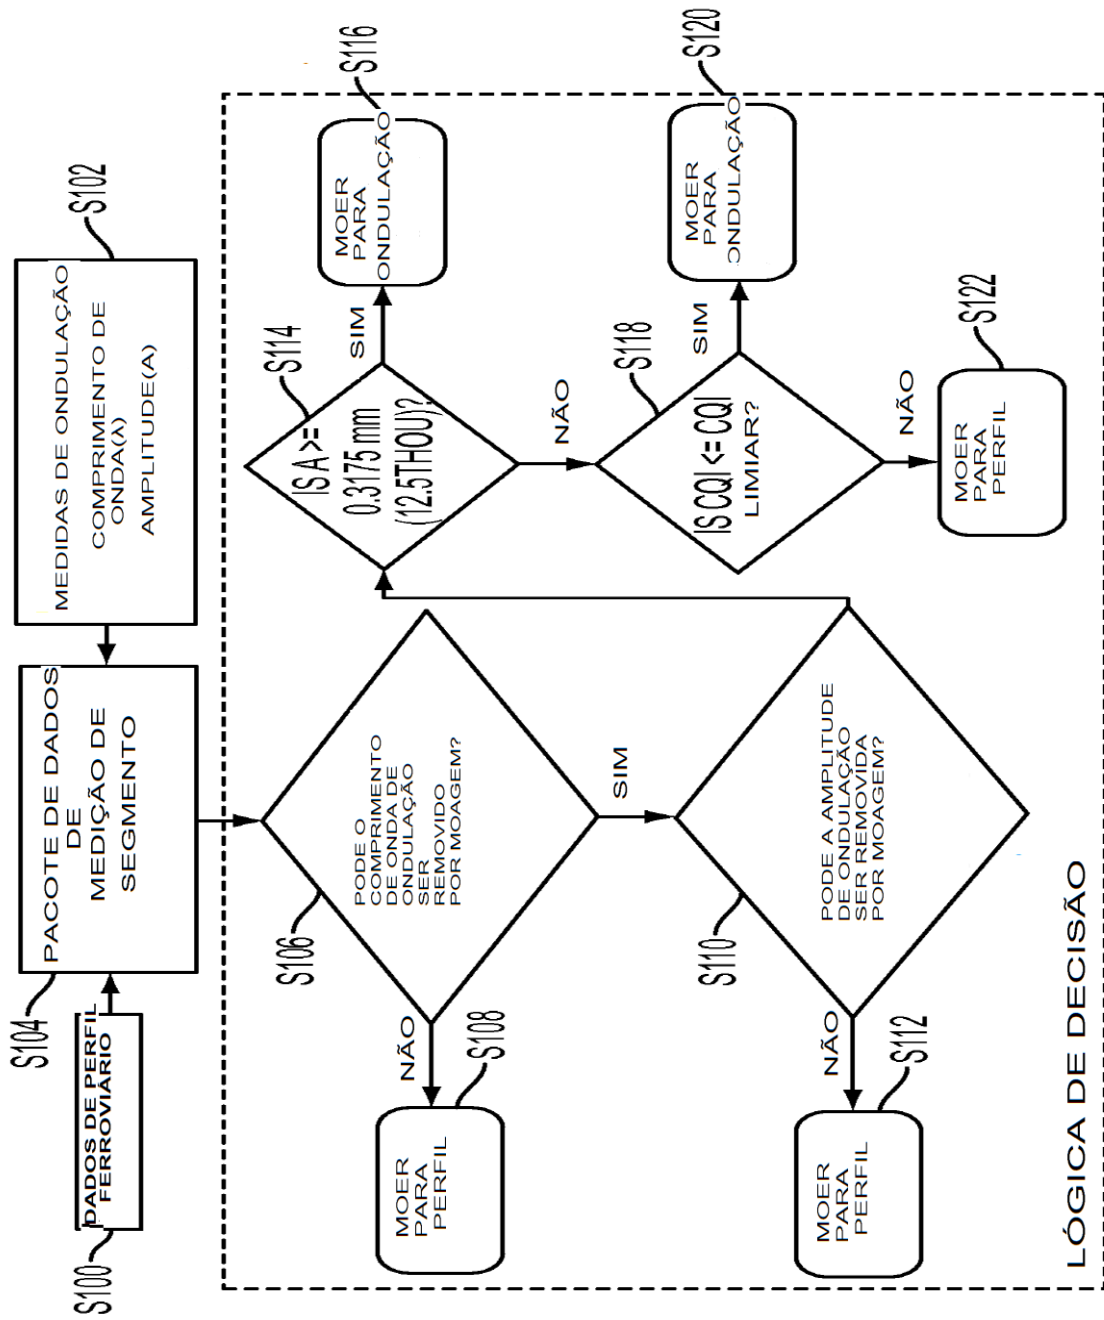 S100
DADOS DE PERFIL
FERROVIÁRIO
S104
PACOTE DE DADOS
DE
MEDIÇÃO DE
SEGMENTO
S102
MEDIDAS DE ONDULAÇÃO
COMPRIMENTO DE
ONDA(λ)
AMPLITUDE(A)
S106
PODE O
COMPRIMENTO
DE ONDA DE
ONDULAÇÃO
SER
REMOVIDO
POR MOAGEM?
NÃO
S108
MOER
PARA
PERFIL
SIM
S110
PODE A AMPLITUDE
DE ONDULAÇÃO
SER REMOVIDA
POR MOAGEM?
NÃO
S112
MOER
PARA
PERFIL
S114
IS A >=
0.3175 mm
(12.5THOU)?
SIM
S116
MOER
PARA
ONDULAÇÃO
NÃO
S118
IS CQI <= CQI
LIMIAR?
SIM
S120
MOER
PARA
ONDULAÇÃO
NÃO
S122
MOER
PARA
PERFIL
LÓGICA DE DECISÃO